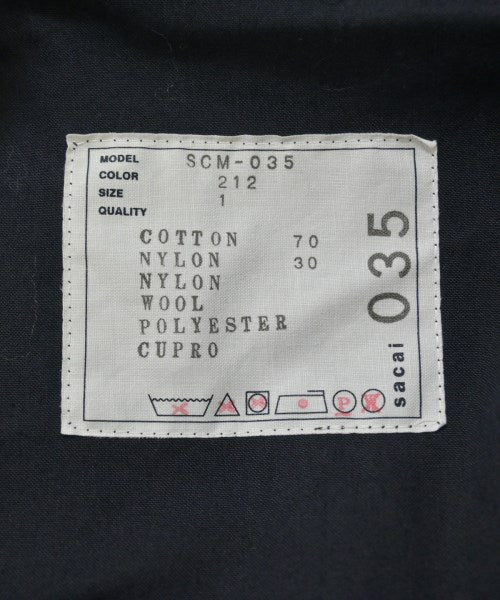 MODEL SCM-035
COLOR 212
SIZE 1
QUALITY
COTTON 70
NYLON 30
NYLON
WOOL
POLYESTER
CUPRO
P W
sacai 035